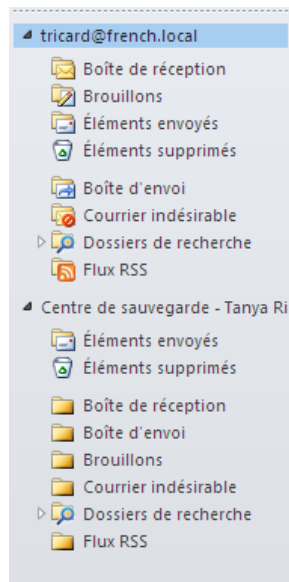 tricard@french.local
Boîte de réception
Brouillons
Éléments envoyés
Éléments supprimés
Boîte d'envoi
Courrier indésirable
Dossiers de recherche
Flux RSS
Centre de sauvegarde - Tanya Ri
Éléments envoyés
Éléments supprimés
Boîte de réception
Boîte d'envoi
Brouillons
Courrier indésirable
Dossiers de recherche
Flux RSS